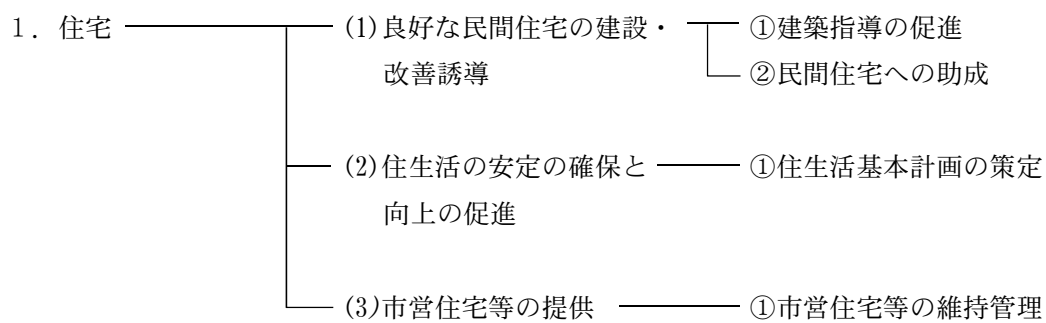 1．住宅
(1)良好な民間住宅の建設・
改善誘導
①建築指導の促進
②民間住宅への助成
(2)住生活の安定の確保と
向上の促進
①住生活基本計画の策定
(3)市営住宅等の提供
①市営住宅等の維持管理